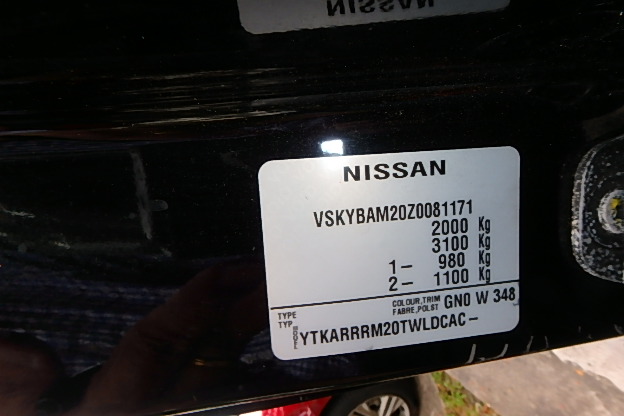 NISSAN
NISSAN
VSKYBAM20Z0081171
2000 Kg
3100 Kg
1- 980 Kg
2- 1100 Kg
TYPE
TYP
COLOUR,TRIM
FABRE,POLST
GN0 W 348
MODEL
YTKARRRM20TWLDCAC-